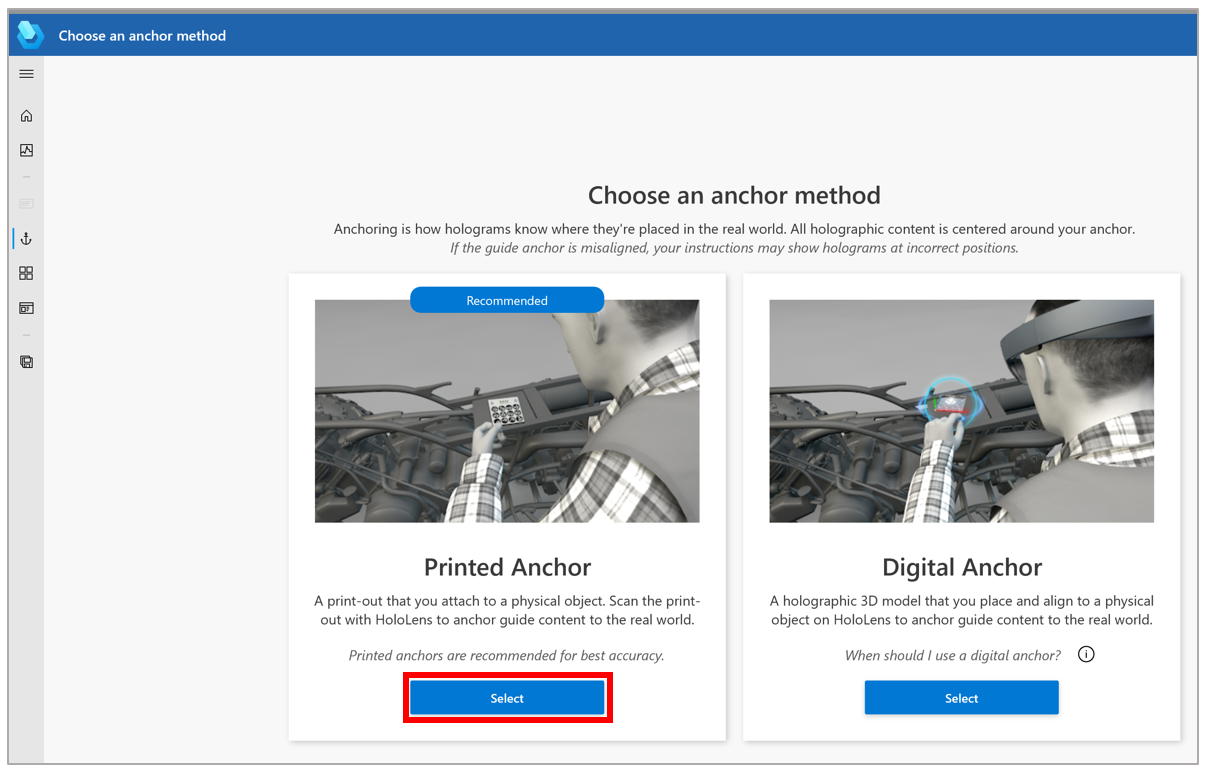 Choose an anchor method
Choose an anchor method
Anchoring is how holograms know where they're placed in the real world. All holographic content is centered around your anchor.
If the guide anchor is misaligned, your instructions may show holograms at incorrect positions.
Recommended
Printed Anchor
A print-out that you attach to a physical object. Scan the print-
out with HoloLens to anchor guide content to the real world.
Printed anchors are recommended for best accuracy.
Select
Digital Anchor
A holographic 3D model that you place and align to a physical
object on HoloLens to anchor guide content to the real world.
When should I use a digital anchor?
Select